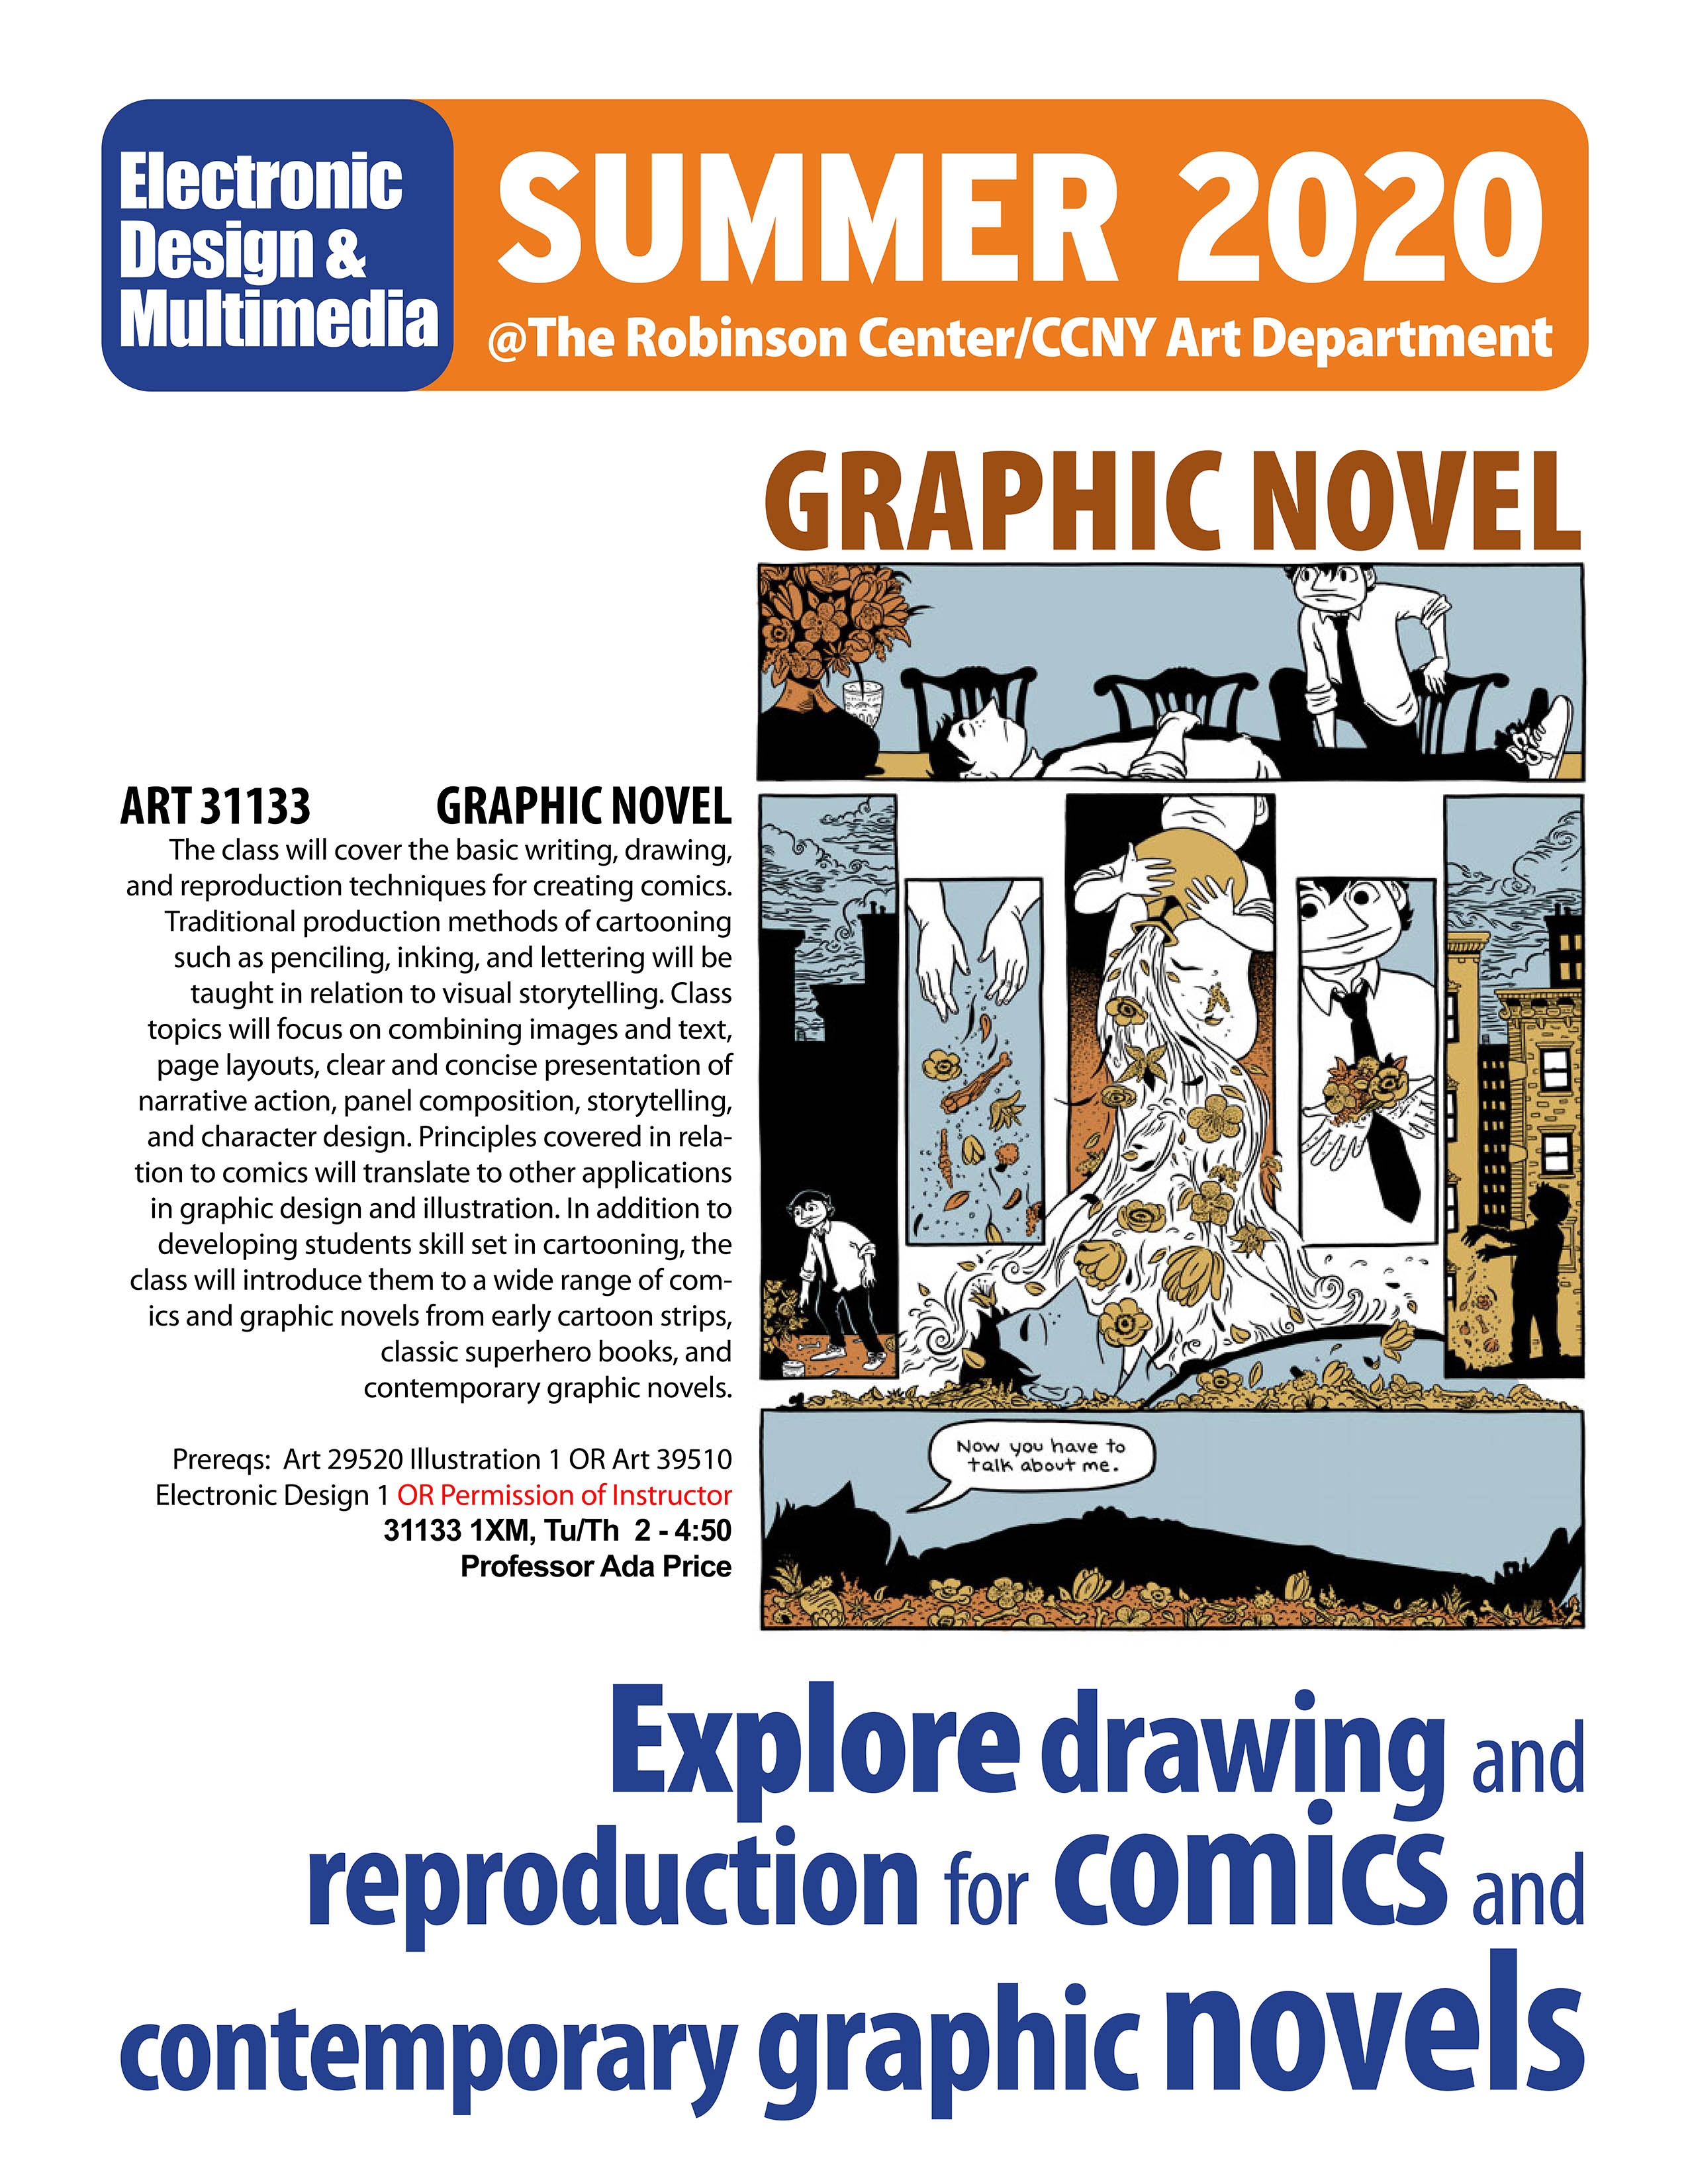 Electronic
Design &
Multimedia
SUMMER 2020
@The Robinson Center/CCNY Art Department
GRAPHIC NOVEL
ART 31133 GRAPHIC NOVEL
The class will cover the basic writing, drawing,
and reproduction techniques for creating comics.
Traditional production methods of cartooning
such as penciling, inking, and lettering will be
taught in relation to visual storytelling. Class
topics will focus on combining images and text,
page layouts, clear and concise presentation of
narrative action, panel composition, storytelling,
and character design. Principles covered in rela-
tion to comics will translate to other applications
in graphic design and illustration. In addition to
developing students skill set in cartooning, the
class will introduce them to a wide range of com-
ics and graphic novels from early cartoon strips,
classic superhero books, and
contemporary graphic novels.
Prereqs: Art 29520 Illustration 1 OR Art 39510
Electronic Design 1 OR Permission of Instructor
31133 1XM, Tu/Th 2 - 4:50
Professor Ada Price
Now you have to
talk about me.
Explore drawing and
reproduction for comics and
contemporary graphic novels